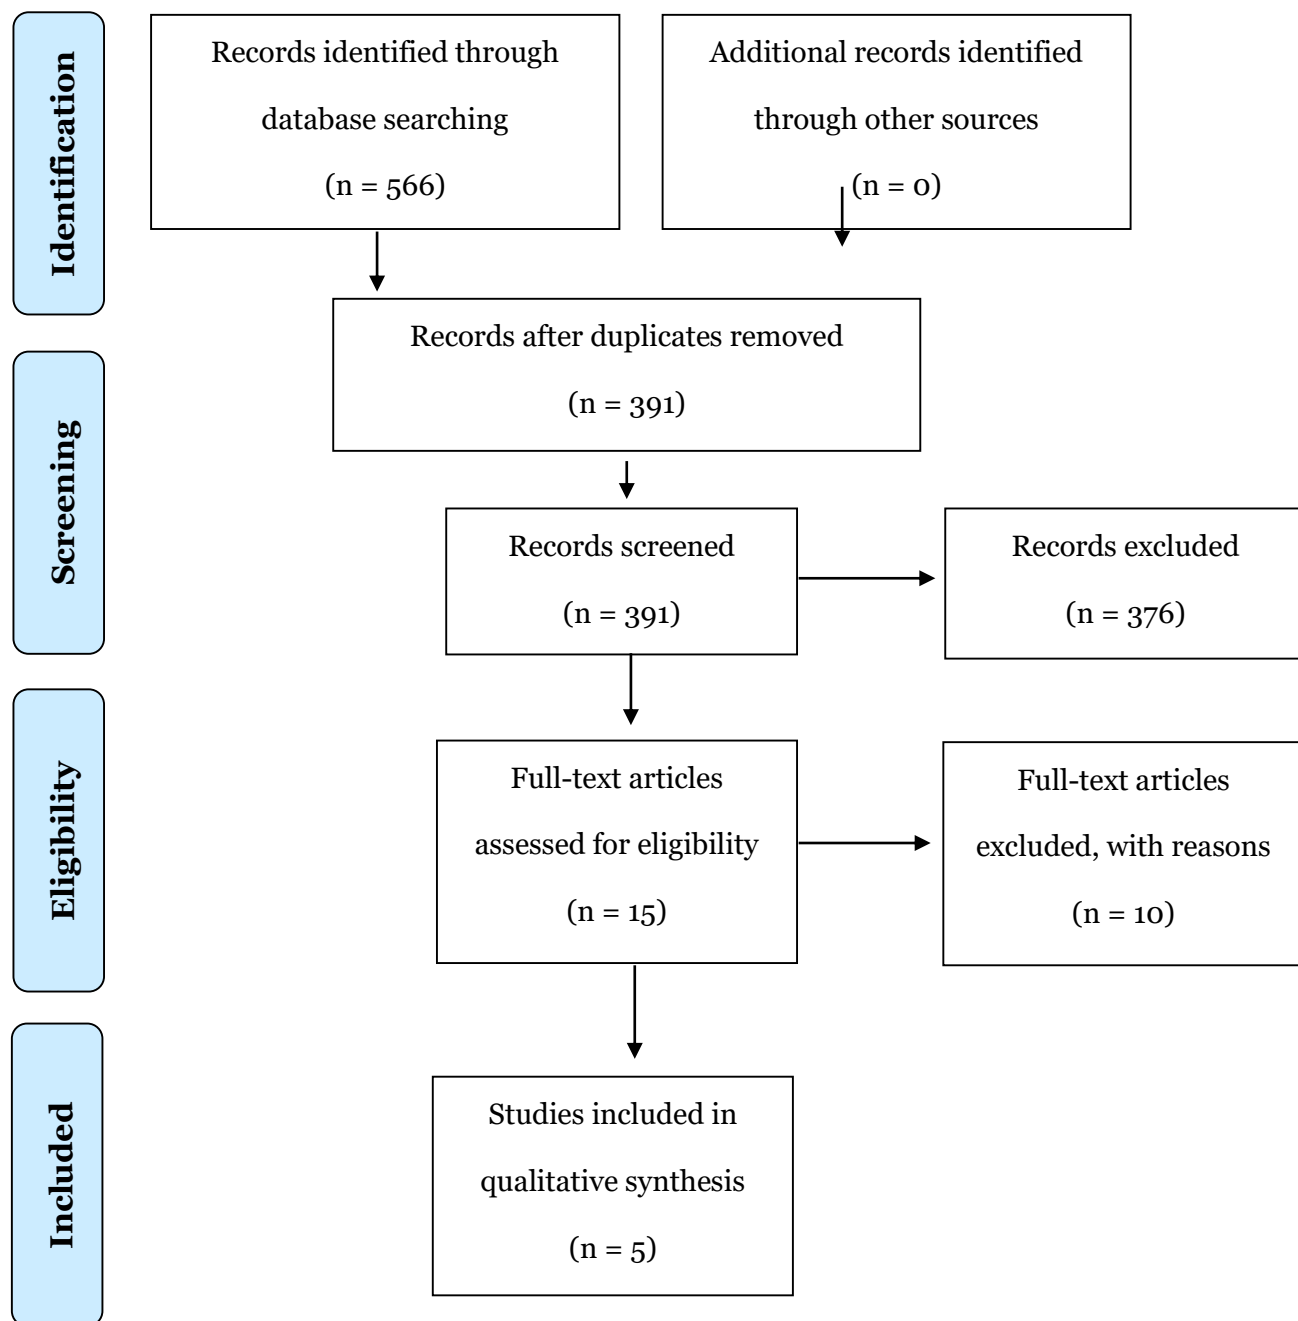 Identification
Records identified through
database searching
(n = 566)
Additional records identified
through other sources
(n = 0)
Records after duplicates removed
(n = 391)
Screening
Records screened
(n = 391)
Records excluded
(n = 376)
Eligibility
Full-text articles
assessed for eligibility
(n = 15)
Full-text articles
excluded, with reasons
(n = 10)
Included
Studies included in
qualitative synthesis
(n = 5)